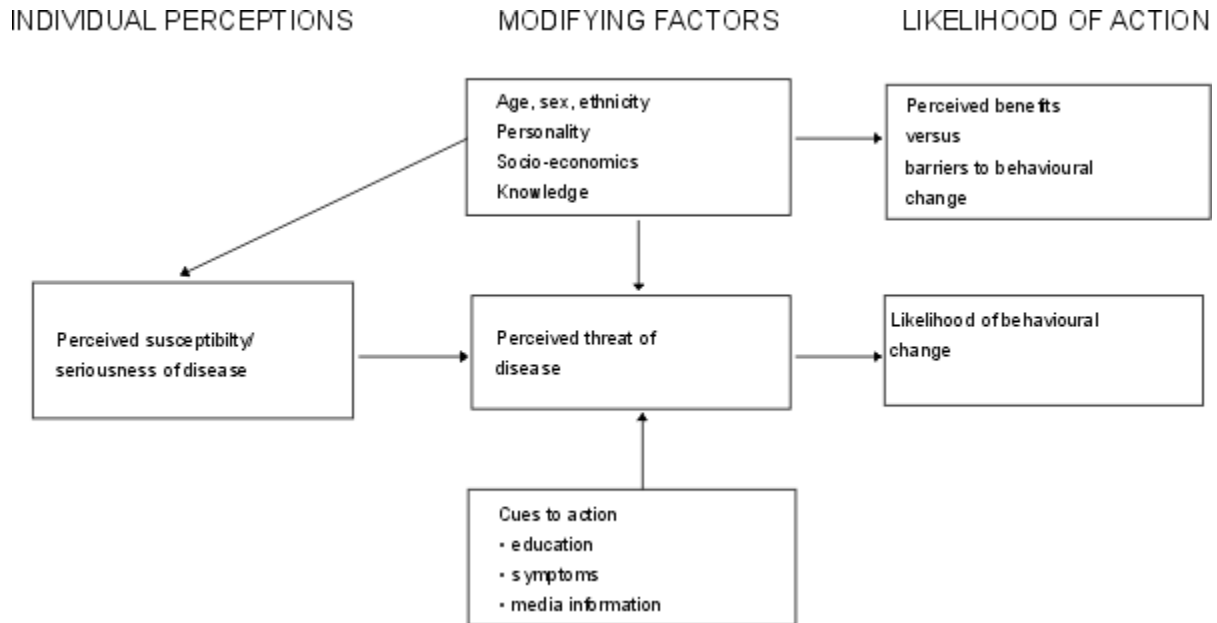 INDIVIDUAL PERCEPTIONS
MODIFYING FACTORS
LIKELIHOOD OF ACTION
Age, sex, ethnicity
Personality
Socio-economics
Knowledge
Perceived benefits
versus
barriers to behavioural
change
Perceived susceptibilty/
seriousness of disease
Perceived threat of
disease
Likelihood of behavioural
change
Cues to action
• education
• symptoms
• media information